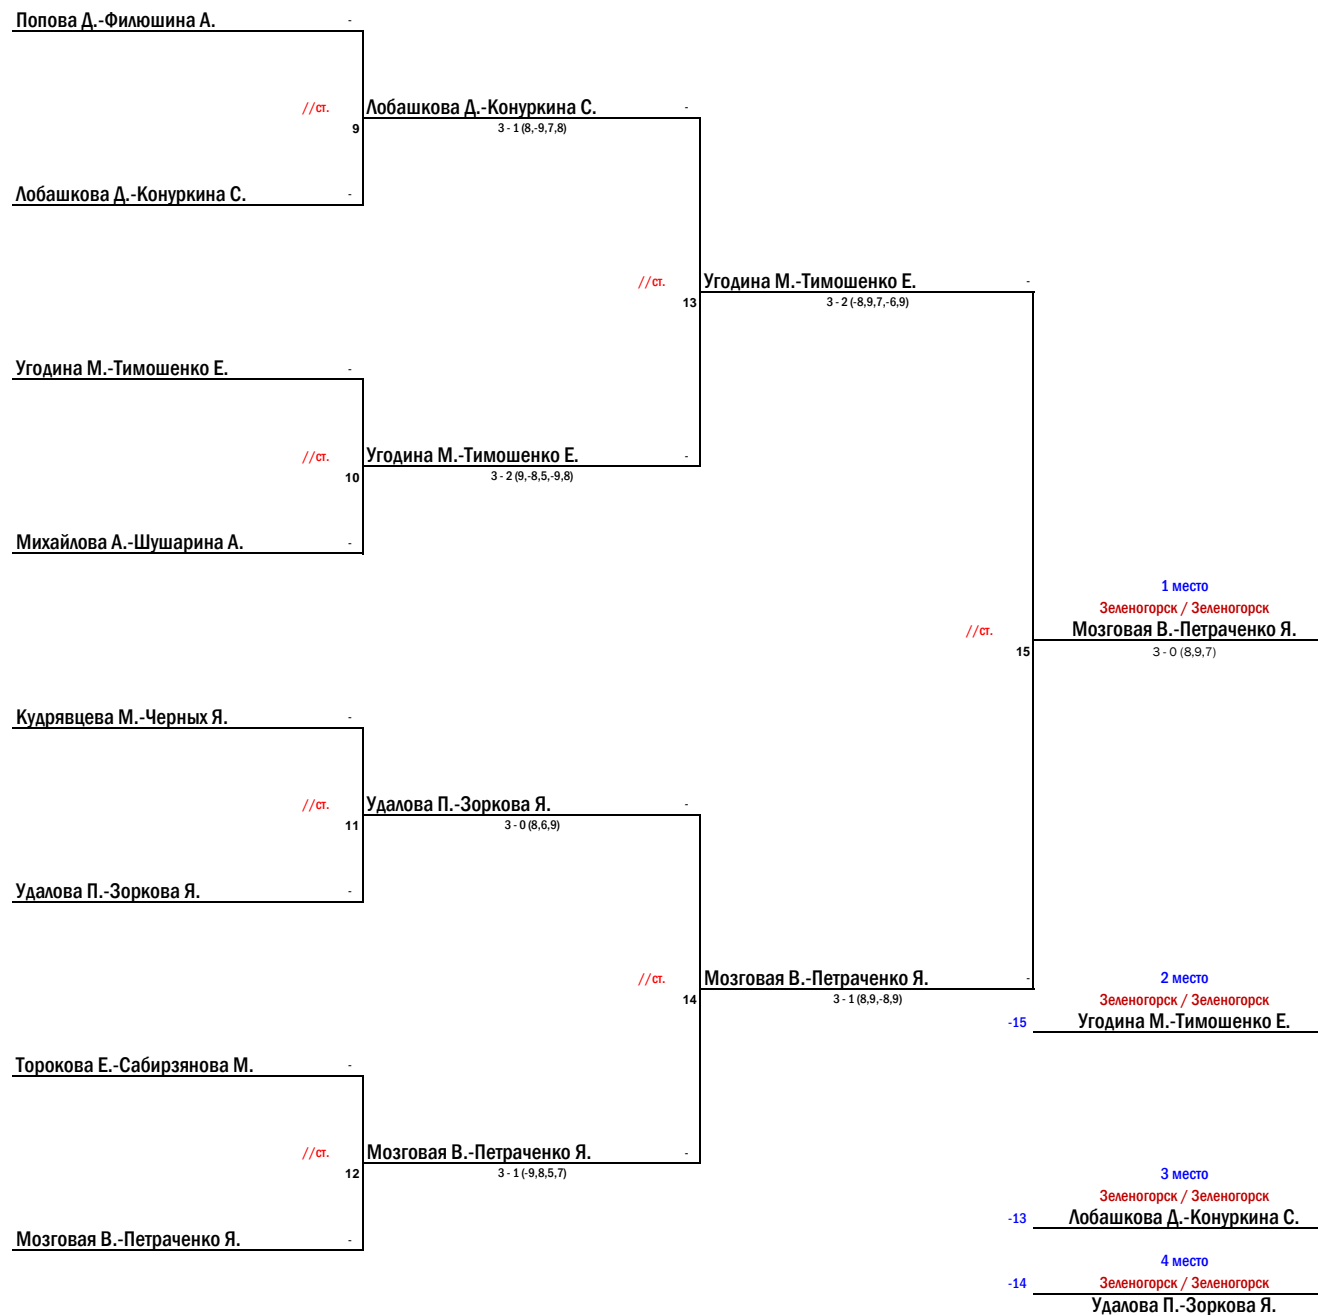 Попова Д.-Филюшина А. -
//ст. Лобашкова Д.-Конуркина С. -
9 3 - 1 (8,-9,7,8)
Лобашкова Д.-Конуркина С. -
//ст. Угодина М.-Тимошенко Е. -
13 3 - 2 (-8,9,7,-6,9)
Угодина М.-Тимошенко Е. -
//ст. Угодина М.-Тимошенко Е. -
10 3 - 2 (9,-8,5,-9,8)
Михайлова А.-Шушарина А. -
1 место
Зеленогорск / Зеленогорск
//ст. Мозговая В.-Петраченко Я.
15 3 - 0 (8,9,7)
Кудрявцева М.-Черных Я. -
//ст. Удалова П.-Зоркова Я. -
11 3 - 0 (8,6,9)
Удалова П.-Зоркова Я. -
//ст. Мозговая В.-Петраченко Я. - 2 место
14 3 - 1 (8,9,-8,9) Зеленогорск / Зеленогорск
-15 Угодина М.-Тимошенко Е.
Торокова Е.-Сабирзянова М. -
//ст. Мозговая В.-Петраченко Я. -
12 3 - 1 (-9,8,5,7) 3 место
Зеленогорск / Зеленогорск
-13 Лобашкова Д.-Конуркина С.
Мозговая В.-Петраченко Я. -
4 место
-14 Зеленогорск / Зеленогорск
Удалова П.-Зоркова Я.